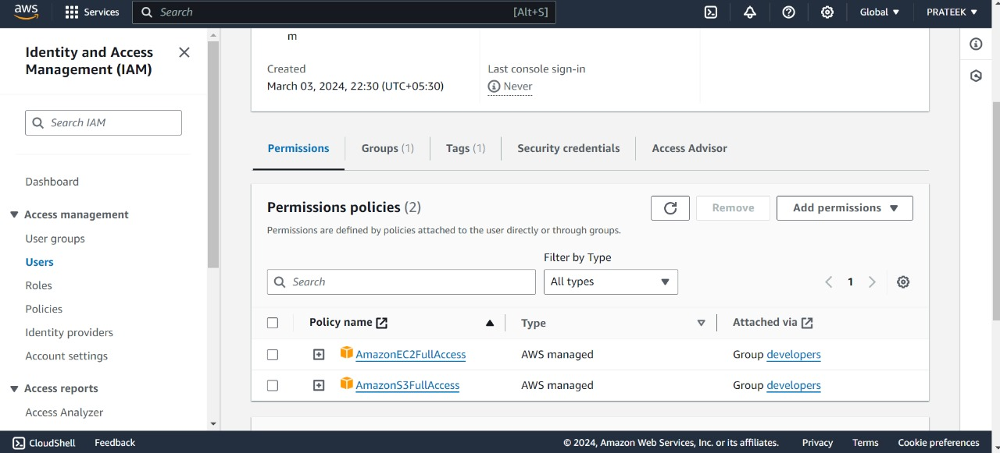 aws
Services
Search
[Alt+S]
Global
PRATEEK
Identity and Access
Management (IAM)
Search IAM
Dashboard
Access management
User groups
Users
Roles
Policies
Identity providers
Account settings
Access reports
Access Analyzer
m
Created
March 03, 2024, 22:30 (UTC+05:30)
Last console sign-in
Never
Permissions
Groups (1)
Tags (1)
Security credentials
Access Advisor
Permissions policies (2)
Remove
Add permissions
Permissions are defined by policies attached to the user directly or through groups.
Filter by Type
Search
All types
1
Policy name
Type
Attached via
AmazonEC2FullAccess
AWS managed
Group developers
AmazonS3FullAccess
AWS managed
Group developers
CloudShell
Feedback
© 2024, Amazon Web Services, Inc. or its affiliates.
Privacy
Terms
Cookie preferences